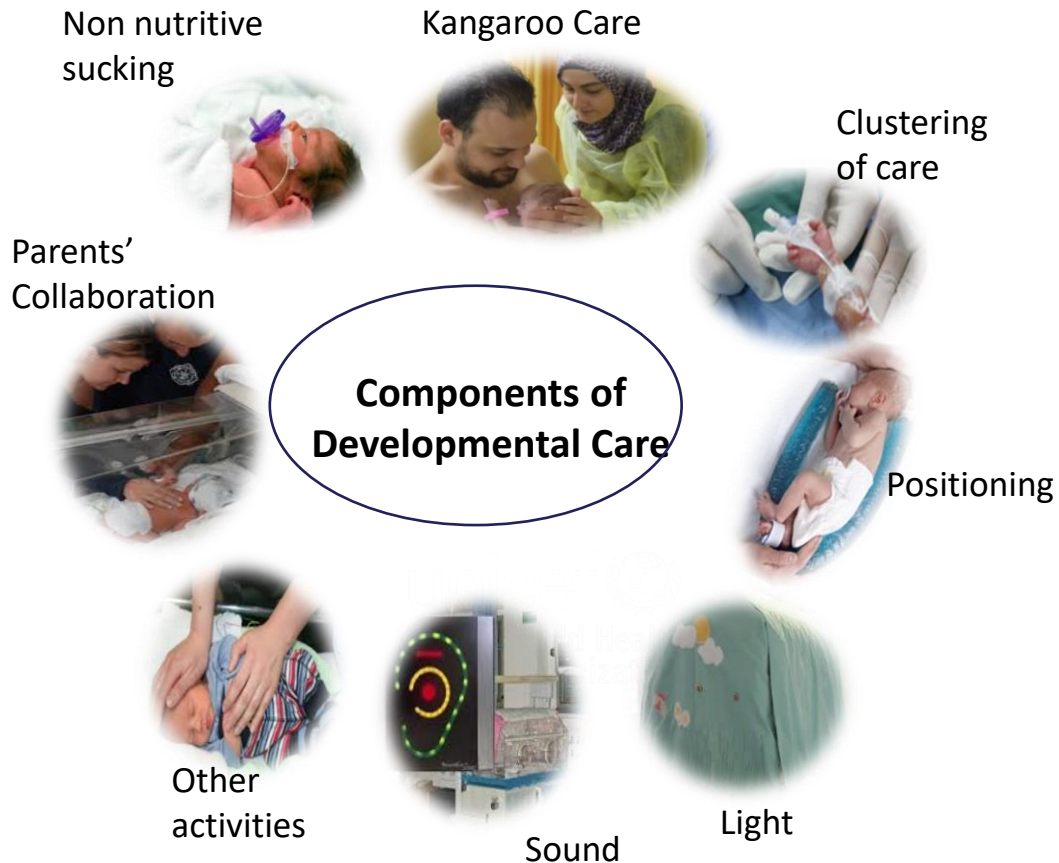 Non nutritive
sucking
Kangaroo Care
Clustering
of care
Parents’
Collaboration
Components of
Developmental Care
Positioning
Other
activities
Sound
Light